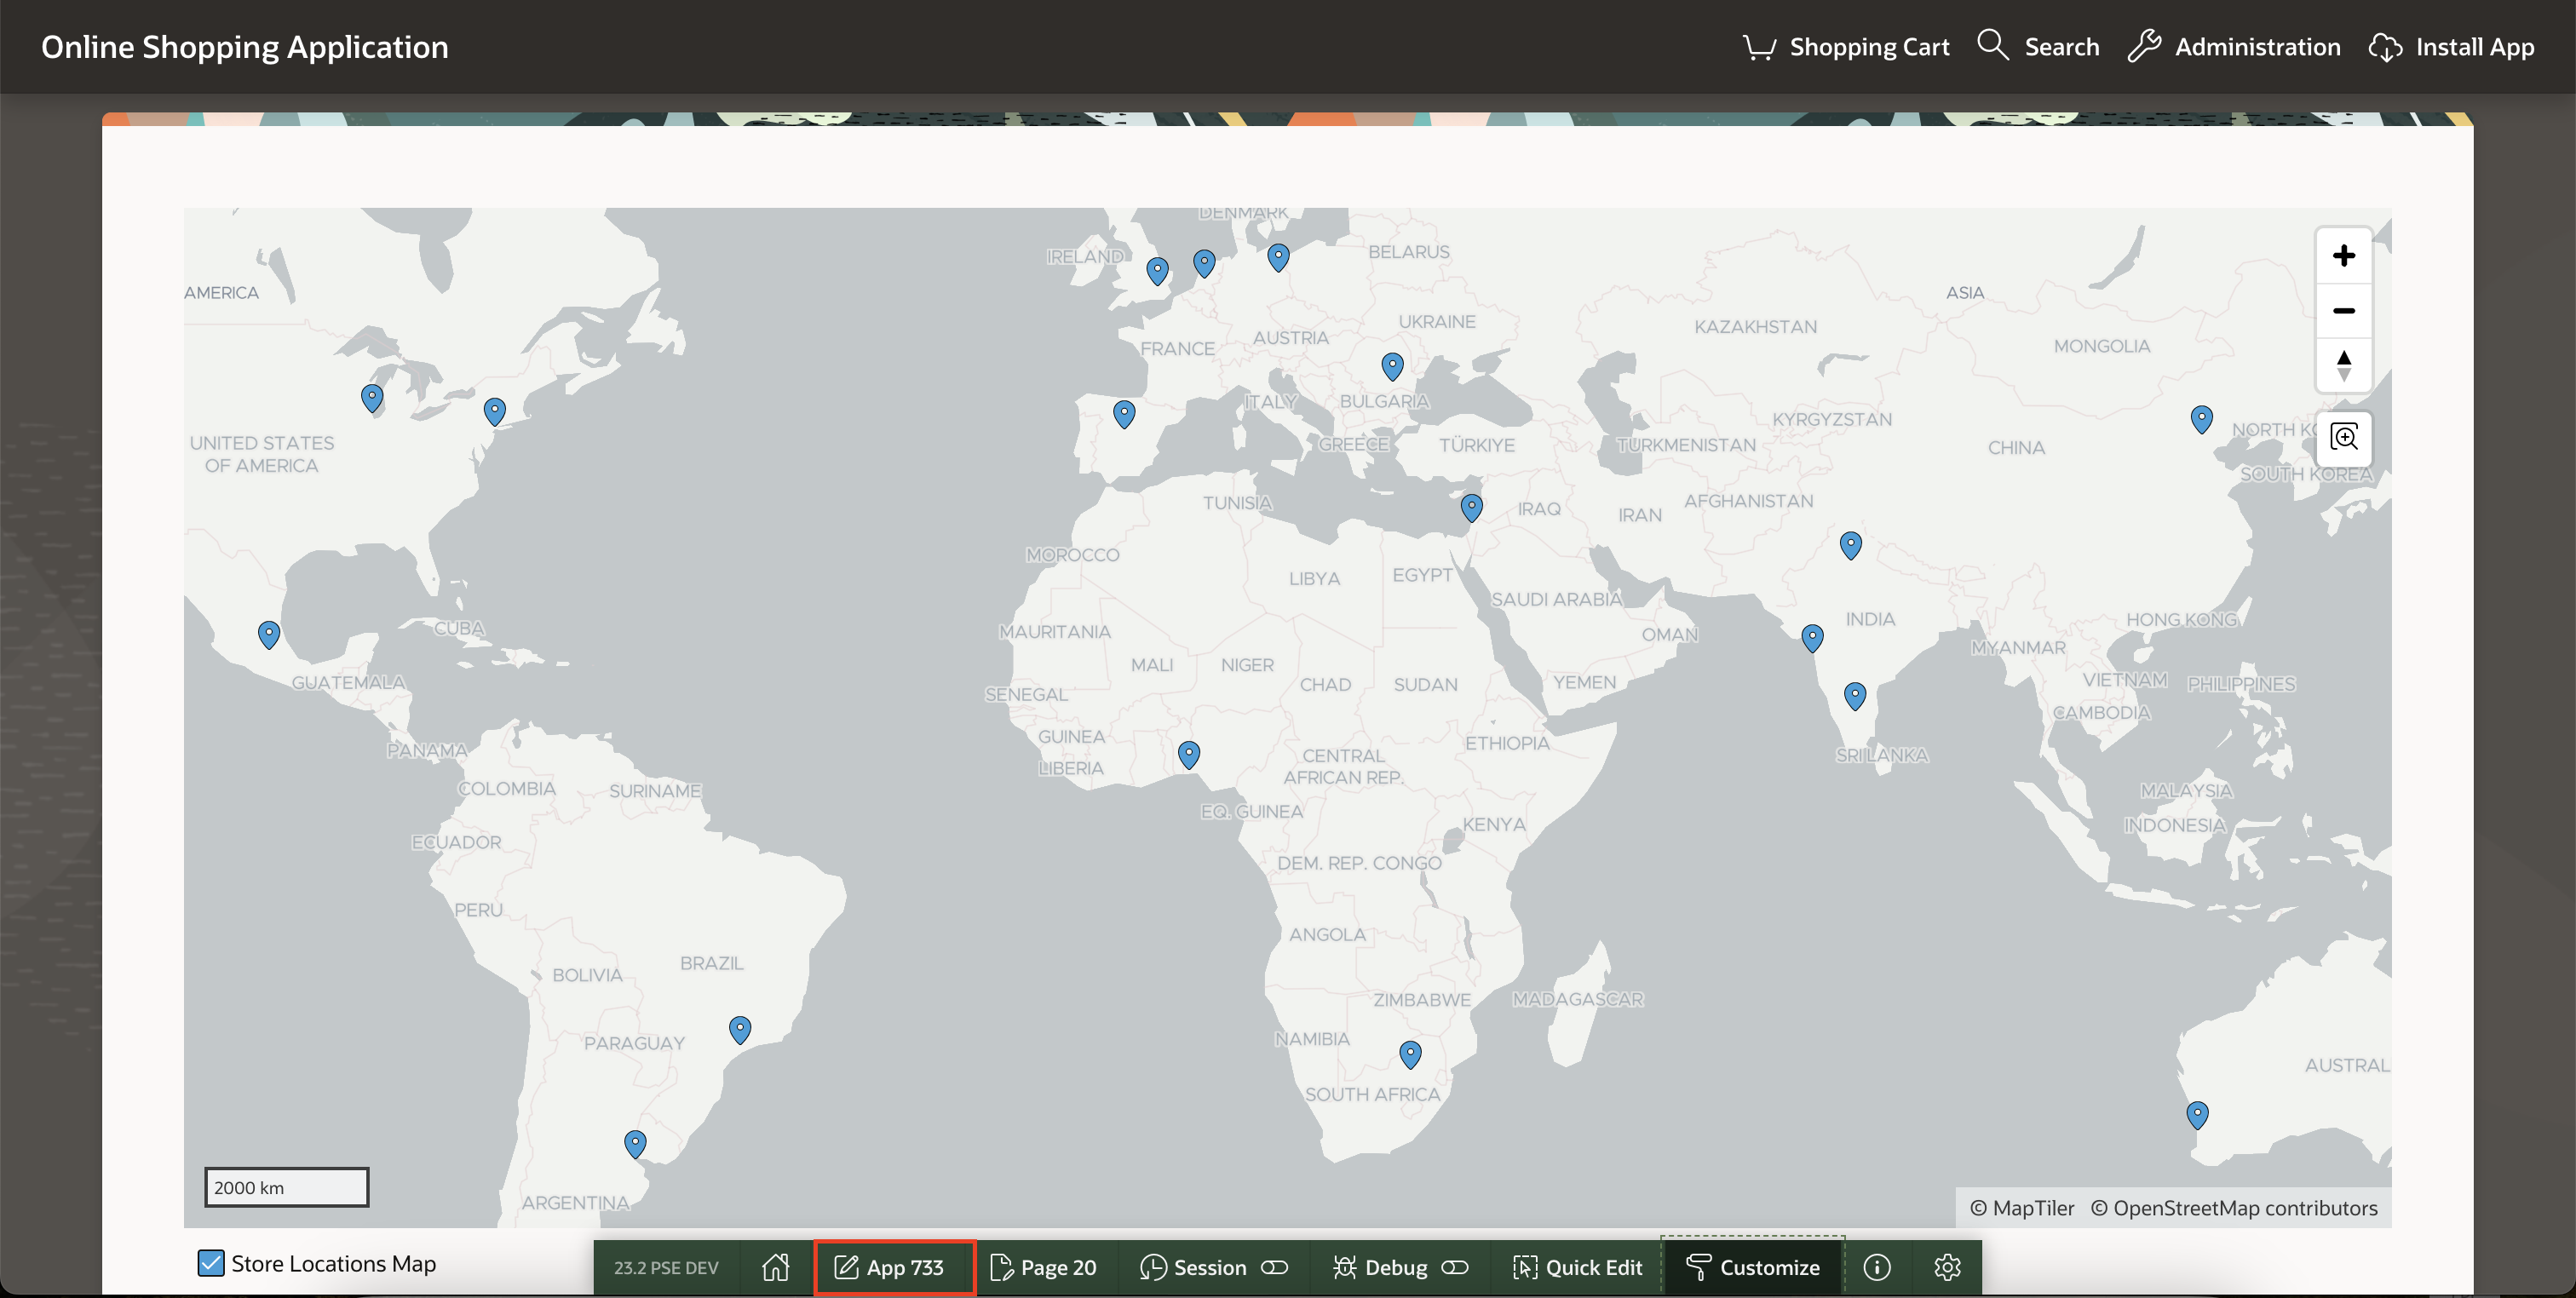 Online Shopping Application
Shopping Cart
Search
Administration
Install App
DENMARK
IRELAND
BELARUS
AMERICA
ASIA
UKRAINE
KAZAKHSTAN
AUSTRIA
FRANCE
MONGOLIA
ITALY
BULGARIA
KYRGYZSTAN
NORTH KO
UNITED STATES
OF AMERICA
GREECE
TÜRKIYE
TURKMENISTAN
CHINA
SOUTH KOREA
TUNISIA
IRAQ
IRAN
AFGHANISTAN
MOROCCO
LIBYA
EGYPT
SAUDI ARABIA
INDIA
HONG KONG
CUBA
MAURITANIA
OMAN
MYANMAR
MALI
NIGER
GUATEMALA
CHAD
SUDAN
YEMEN
VIETNAM
PHILIPPINES
SENEGAL
CAMBODIA
GUINEA
ETHIOPIA
PANAMA
LIBERIA
CENTRAL
AFRICAN REP.
SRI LANKA
COLOMBIA
SURINAME
MALAYSIA
EQ. GUINEA
KENYA
INDONESIA
ECUADOR
DEM. REP. CONGO
PERU
ANGOLA
BRAZIL
BOLIVIA
ZIMBABWE
MADAGASCAR
PARAGUAY
NAMIBIA
AUSTRAL
SOUTH AFRICA
2000 km
ARGENTINA
© MapTiler © OpenStreetMap contributors
Store Locations Map
23.2 PSE DEV
App 733
Page 20
Session
Debug
Quick Edit
Customize